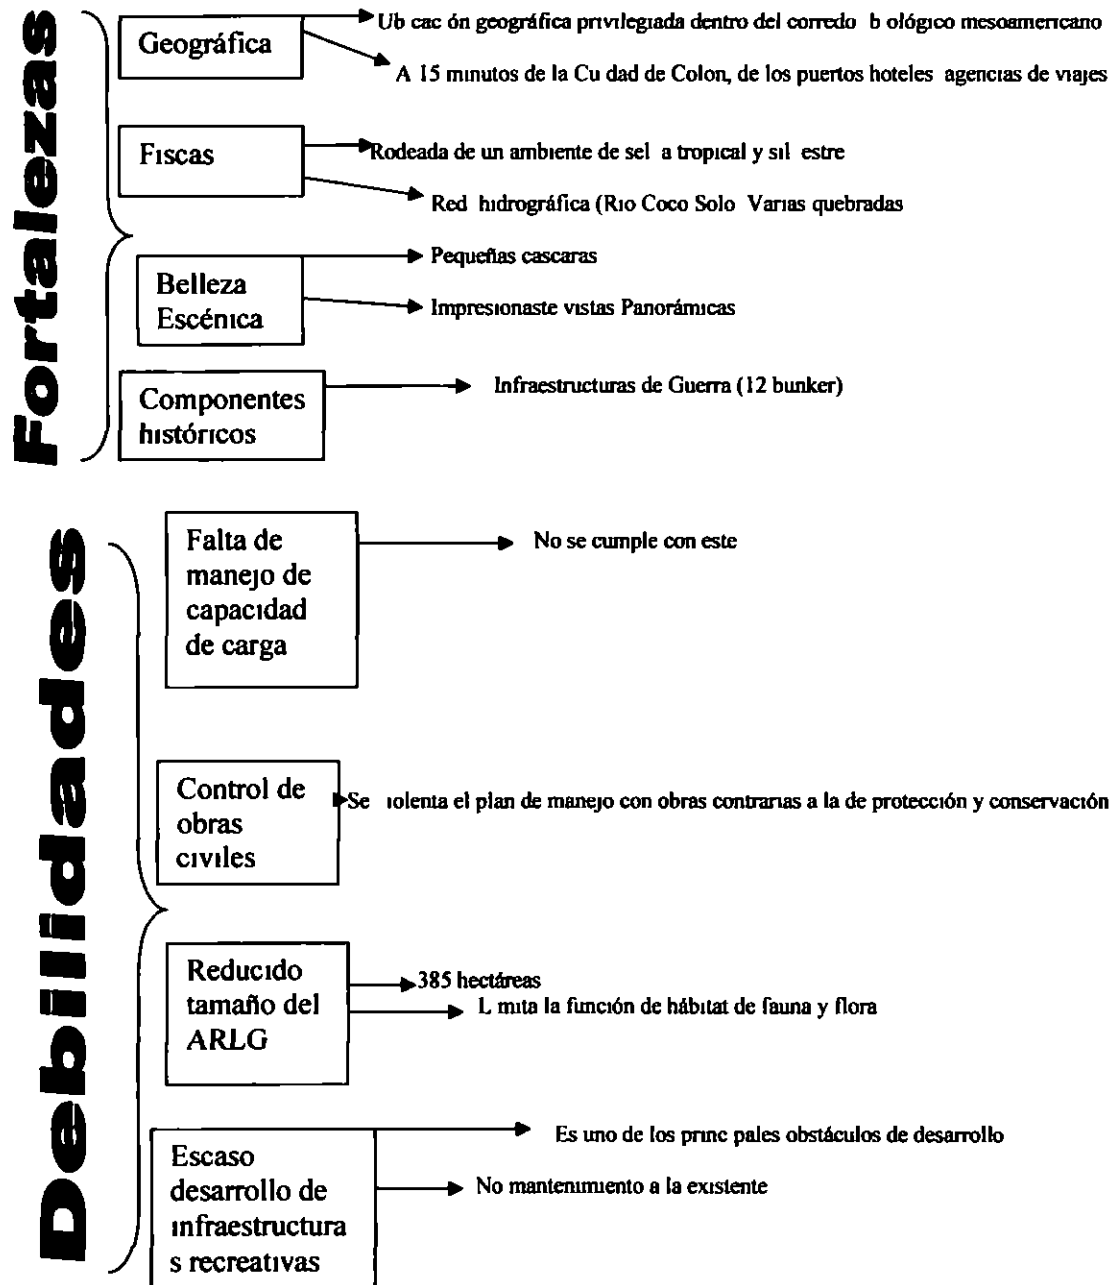 Fortalezas
Geográfica
Ub cac ón geográfica privilegiada dentro del corredo b ológico mesoamericano
A 15 minutos de la Cu dad de Colon, de los puertos hoteles agencias de viajes
Fiscas
Rodeada de un ambiente de sel a tropical y sil estre
Red hidrográfica (Rio Coco Solo Varias quebradas
Belleza
Escénica
Pequeñas cascaras
Impresionaste vistas Panorámicas
Componentes
históricos
Infraestructuras de Guerra (12 bunker)
Debilidades
Falta de
manejo de
capacidad
de carga
No se cumple con este
Control de
obras
civiles
Se iolenta el plan de manejo con obras contrarias a la de protección y conservación
Reducido
tamaño del
ARLG
385 hectáreas
L mita la función de hábitat de fauna y flora
Escaso
desarrollo de
infraestructura
s recreativas
Es uno de los princ pales obstáculos de desarrollo
No mantenimiento a la existente